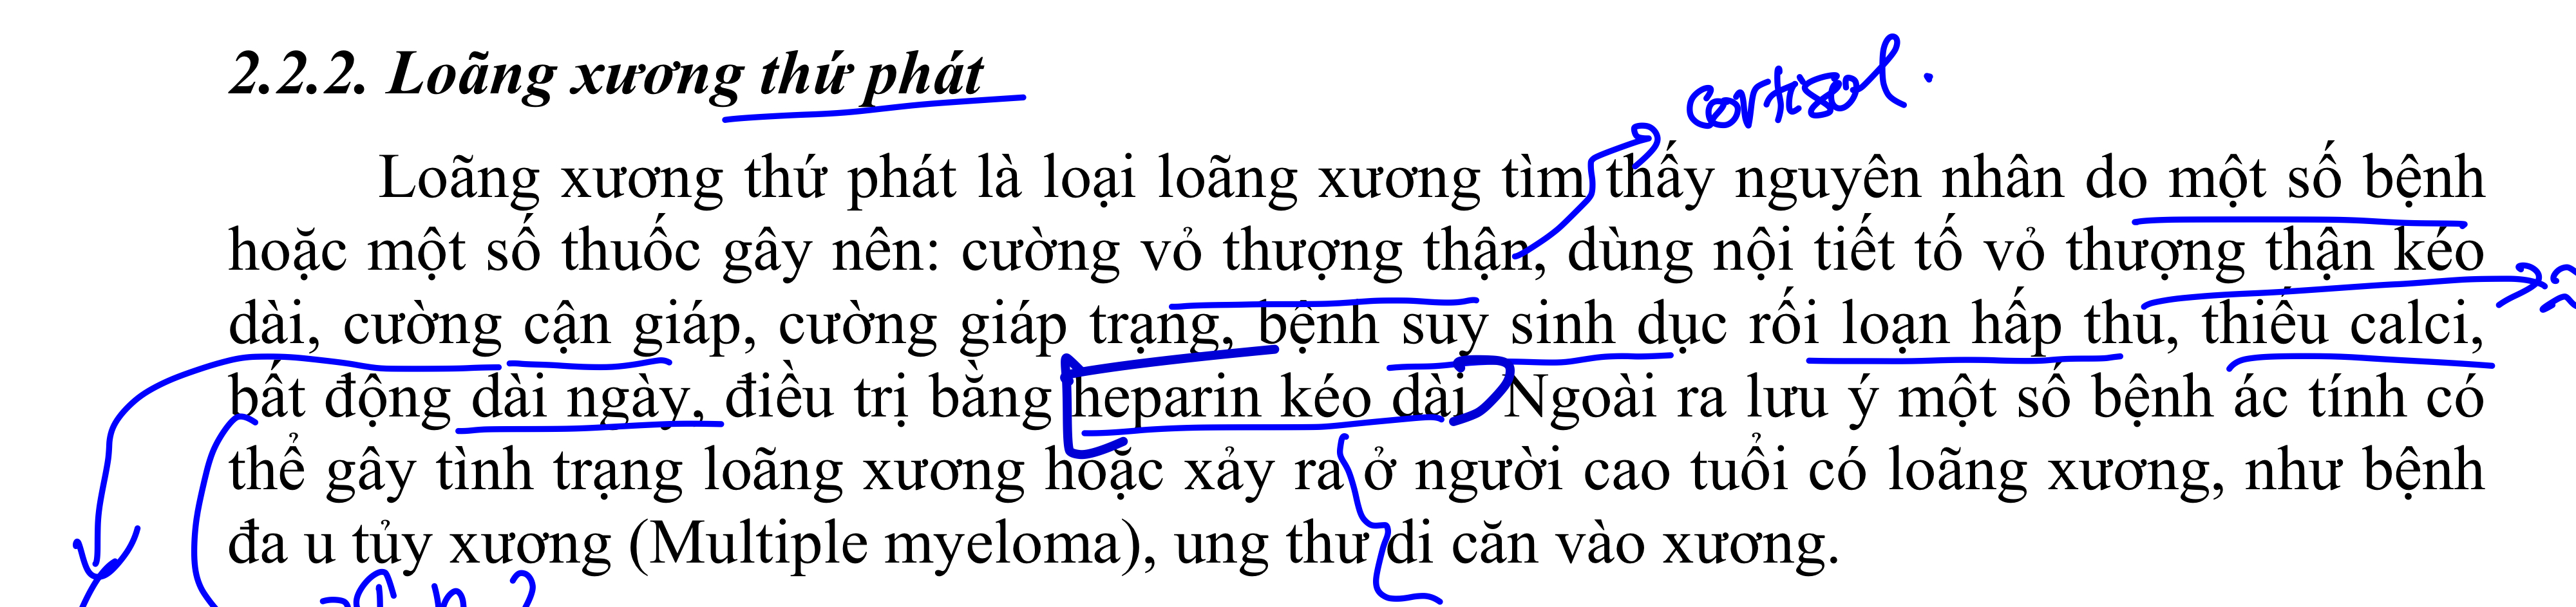 2.2.2. Loãng xương thứ phát
cortisol.
Loãng xương thứ phát là loại loãng xương tìm thấy nguyên nhân do một số bệnh
hoặc một số thuốc gây nên: cường vỏ thượng thận, dùng nội tiết tố vỏ thượng thận kéo
dài, cường cận giáp, cường giáp trạng, bệnh suy sinh dục rối loạn hấp thu, thiếu calci,
bất động dài ngày, điều trị bằng heparin kéo dài. Ngoài ra lưu ý một số bệnh ác tính có
thể gây tình trạng loãng xương hoặc xảy ra ở người cao tuổi có loãng xương, như bệnh
đa u tủy xương (Multiple myeloma), ung thư di căn vào xương.